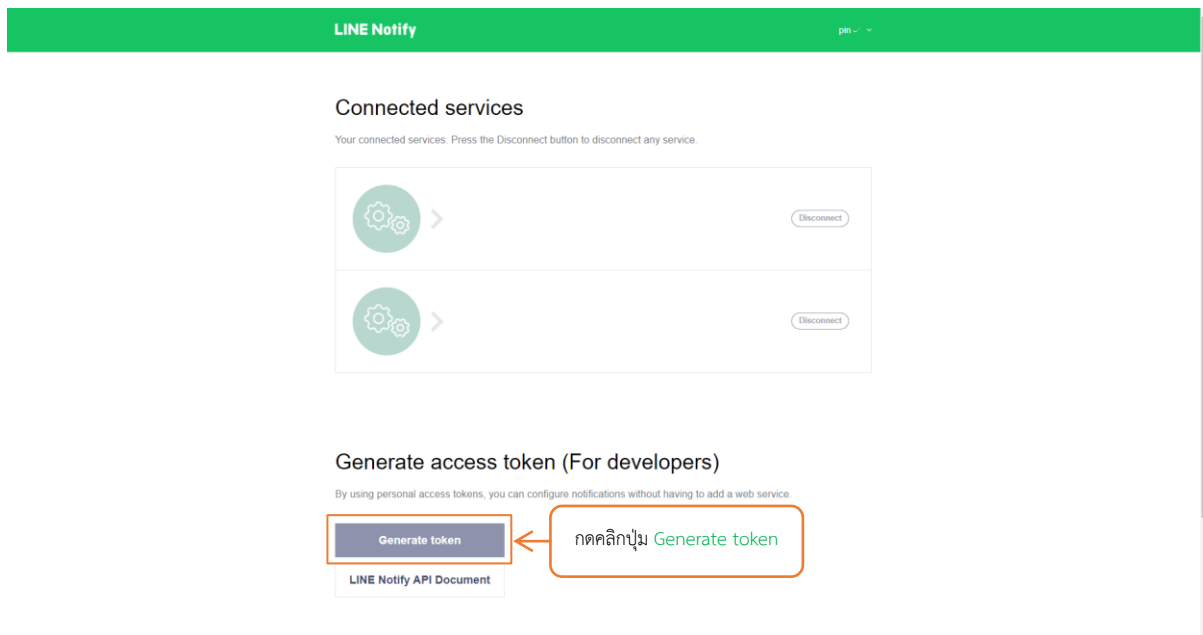 LINE Notify
pin
Connected services
Your connected services. Press the Disconnect button to disconnect any service.
Disconnect
Disconnect
Generate access token (For developers)
By using personal access tokens, you can configure notifications without having to add a web service.
Generate token
กดคลิกปุ่ม Generate token
LINE Notify API Document